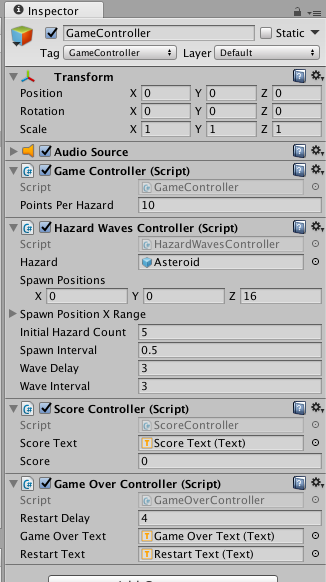 Inspector
GameController Static
Tag GameController Layer Default
Transform
Position X 0 Y 0 Z 0
Rotation X 0 Y 0 Z 0
Scale X 1 Y 1 Z 1
Audio Source
Game Controller (Script)
Script GameController
Points Per Hazard 10
Hazard Waves Controller (Script)
Script HazardWavesController
Hazard Asteroid
Spawn Positions
X 0 Y 0 Z 16
Spawn Position X Range
Initial Hazard Count 5
Spawn Interval 0.5
Wave Delay 3
Wave Interval 3
Score Controller (Script)
Script ScoreController
Score Text Score Text (Text)
Score 0
Game Over Controller (Script)
Script GameOverController
Restart Delay 4
Game Over Text Game Over Text (Text)
Restart Text Restart Text (Text)